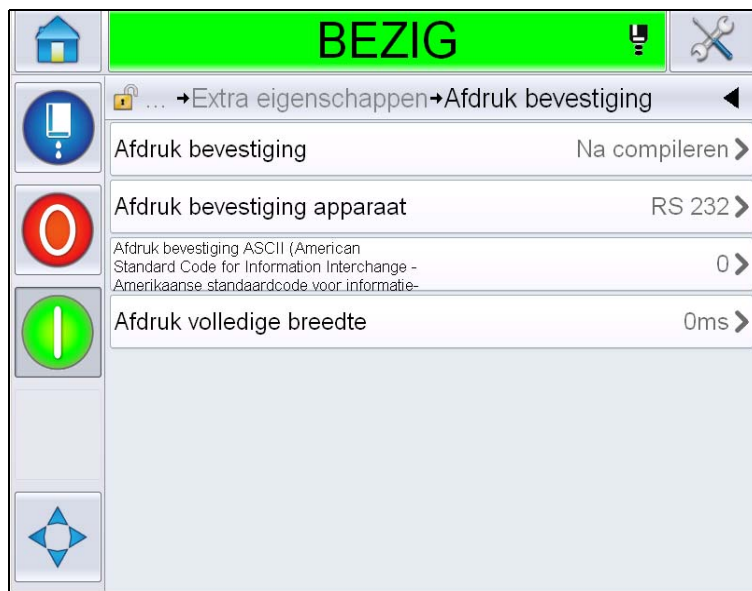 BEZIG
... →Extra eigenschappen→Afdruk bevestiging
Afdruk bevestiging Na compileren
Afdruk bevestiging apparaat RS 232
Afdruk bevestiging ASCII (American
Standard Code for Information Interchange -
Amerikaanse standaardcode voor informatie-
0
Afdruk volledige breedte 0ms